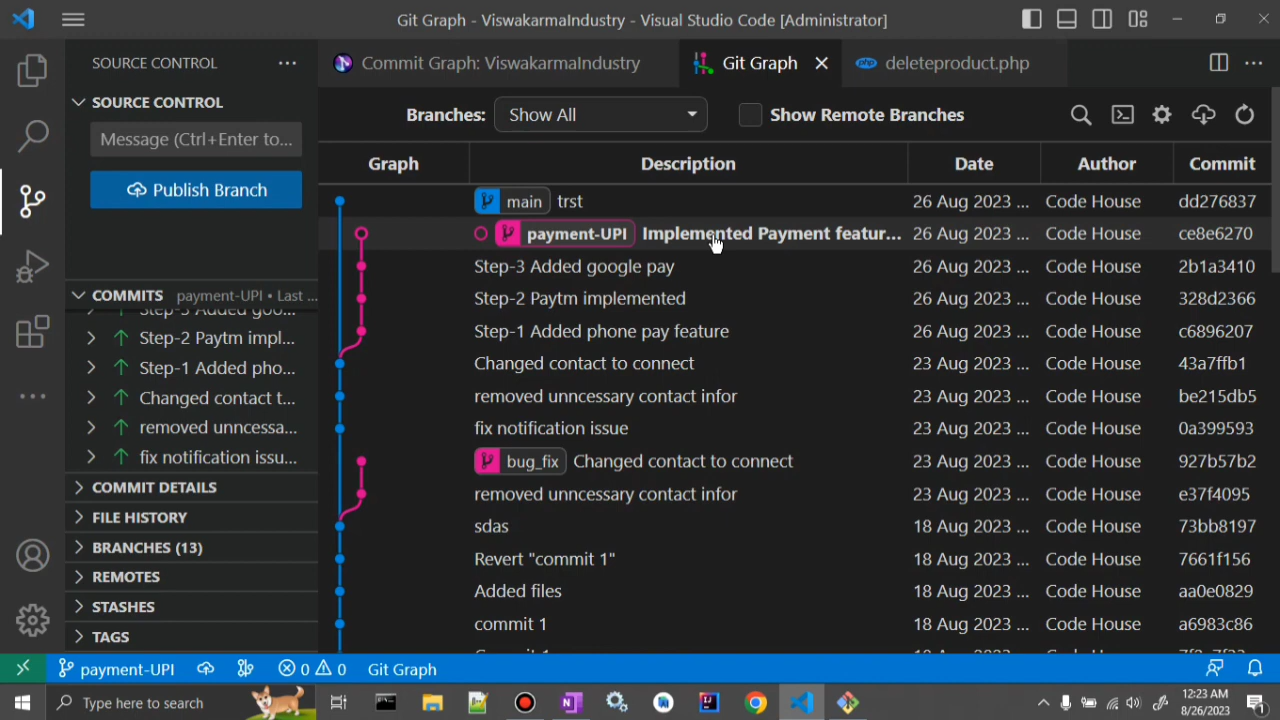 Git Graph - ViswakarmaIndustry - Visual Studio Code [Administrator]
SOURCE CONTROL
Commit Graph: ViswakarmaIndustry
Git Graph
deleteproduct.php
SOURCE CONTROL
Message (Ctrl+Enter to...
Publish Branch
Branches:
Show All
Show Remote Branches
Graph Description Date Author Commit
main trst 26 Aug 2023 ... Code House dd276837
payment-UPI Implemented Payment featur... 26 Aug 2023 ... Code House ce8e6270
Step-3 Added google pay 26 Aug 2023 ... Code House 2b1a3410
Step-2 Paytm implemented 26 Aug 2023 ... Code House 328d2366
Step-1 Added phone pay feature 26 Aug 2023 ... Code House c6896207
Changed contact to connect 23 Aug 2023 ... Code House 43a7ffb1
removed unncessary contact infor 23 Aug 2023 ... Code House be215db5
fix notification issue 23 Aug 2023 ... Code House 0a399593
bug_fix Changed contact to connect 23 Aug 2023 ... Code House 927b57b2
removed unncessary contact infor 23 Aug 2023 ... Code House e37f4095
sdas 18 Aug 2023 ... Code House 73bb8197
Revert "commit 1" 18 Aug 2023 ... Code House 7661f156
Added files 18 Aug 2023 ... Code House aa0e0829
commit 1 18 Aug 2023 ... Code House a6983c86
COMMITS payment-UPI • Last ...
Step-3 Added goo...
Step-2 Paytm impl...
Step-1 Added pho...
Changed contact t...
removed unncessa...
fix notification issu...
COMMIT DETAILS
FILE HISTORY
BRANCHES (13)
REMOTES
STASHES
TAGS
payment-UPI 0 0 Git Graph
Type here to search
12:23 AM
8/26/2023
1